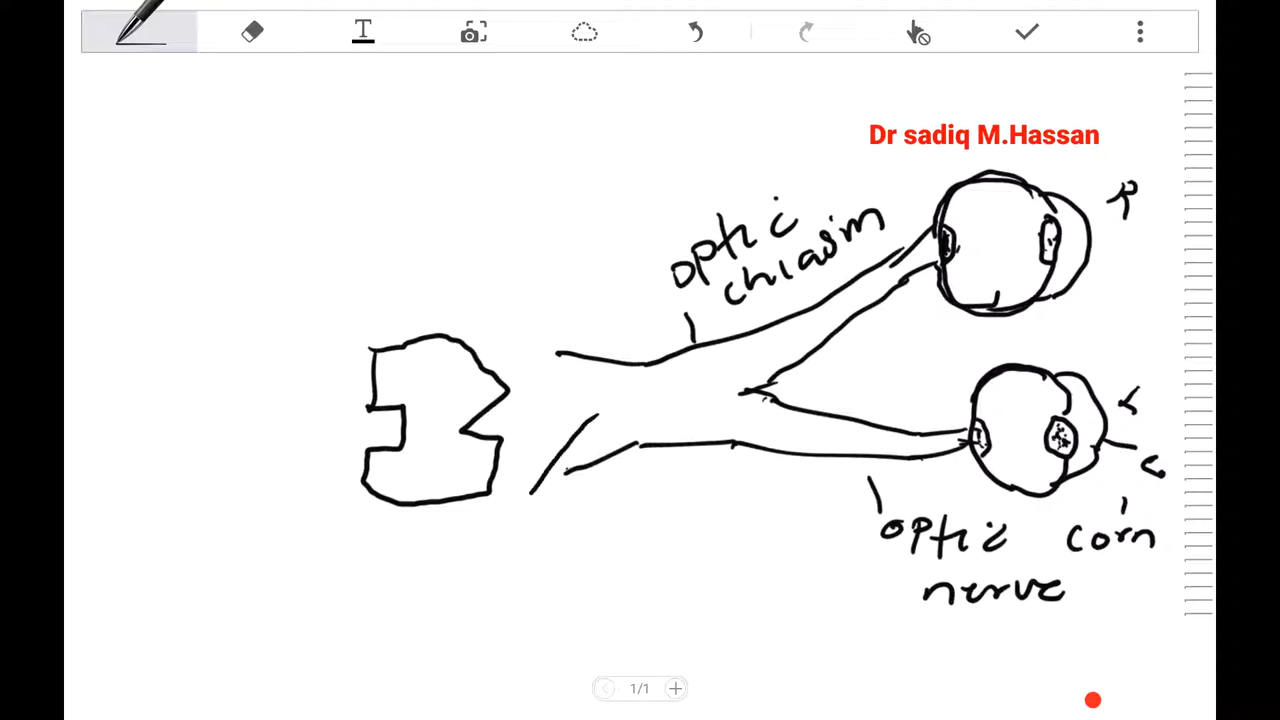 Dr sadiq M.Hassan
R
optic
chiasm
L
C
optic corn
nerve
1/1